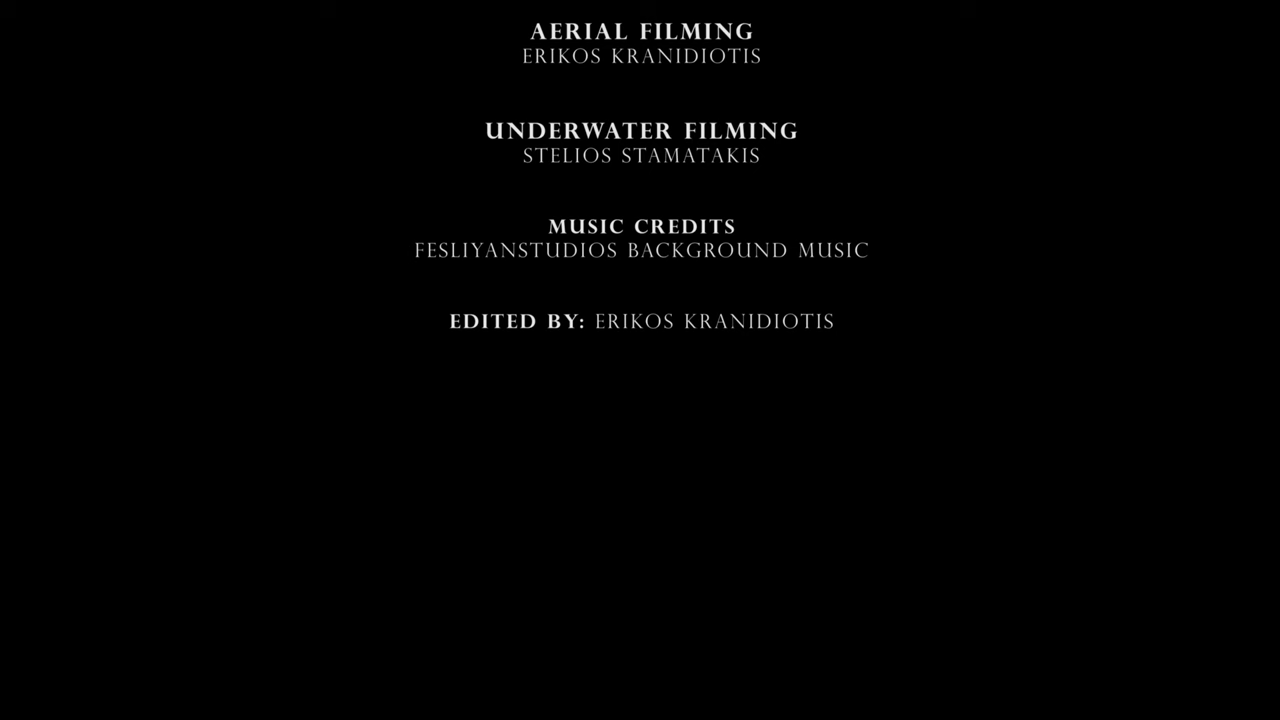 AERIAL FILMING
ERIKOS KRANIDIOTIS
UNDERWATER FILMING
STELIOS STAMATAKIS
MUSIC CREDITS
FESLIYANSTUDIOS BACKGROUND MUSIC
EDITED BY: ERIKOS KRANIDIOTIS